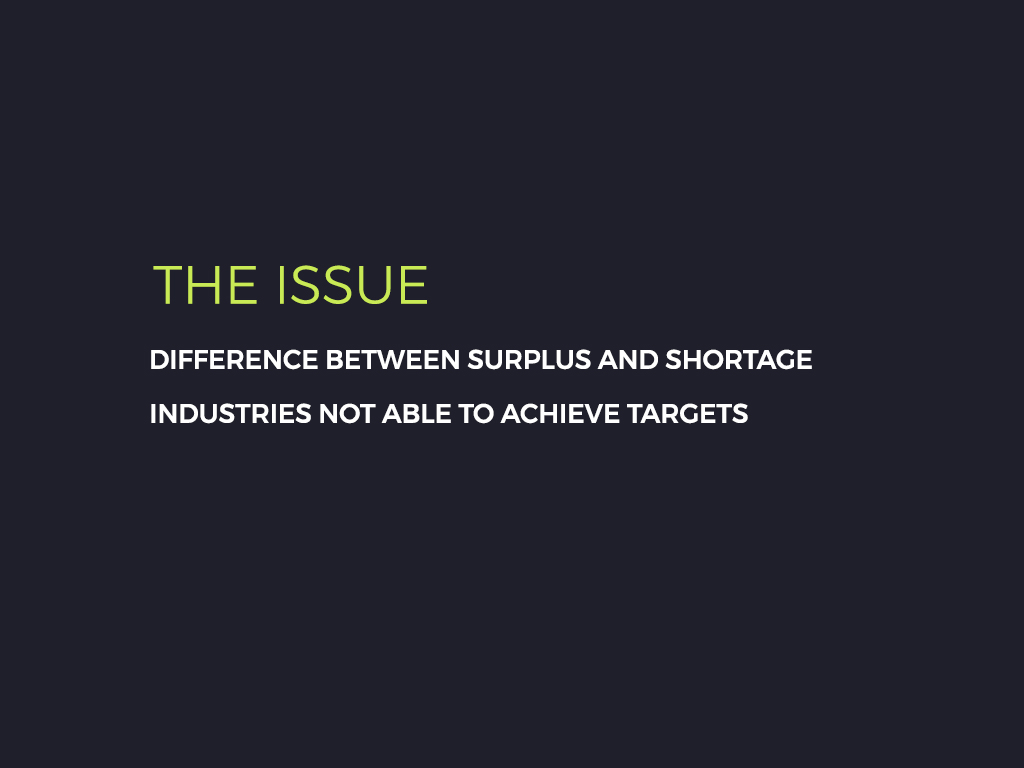 THE ISSUE
DIFFERENCE BETWEEN SURPLUS AND SHORTAGE
INDUSTRIES NOT ABLE TO ACHIEVE TARGETS